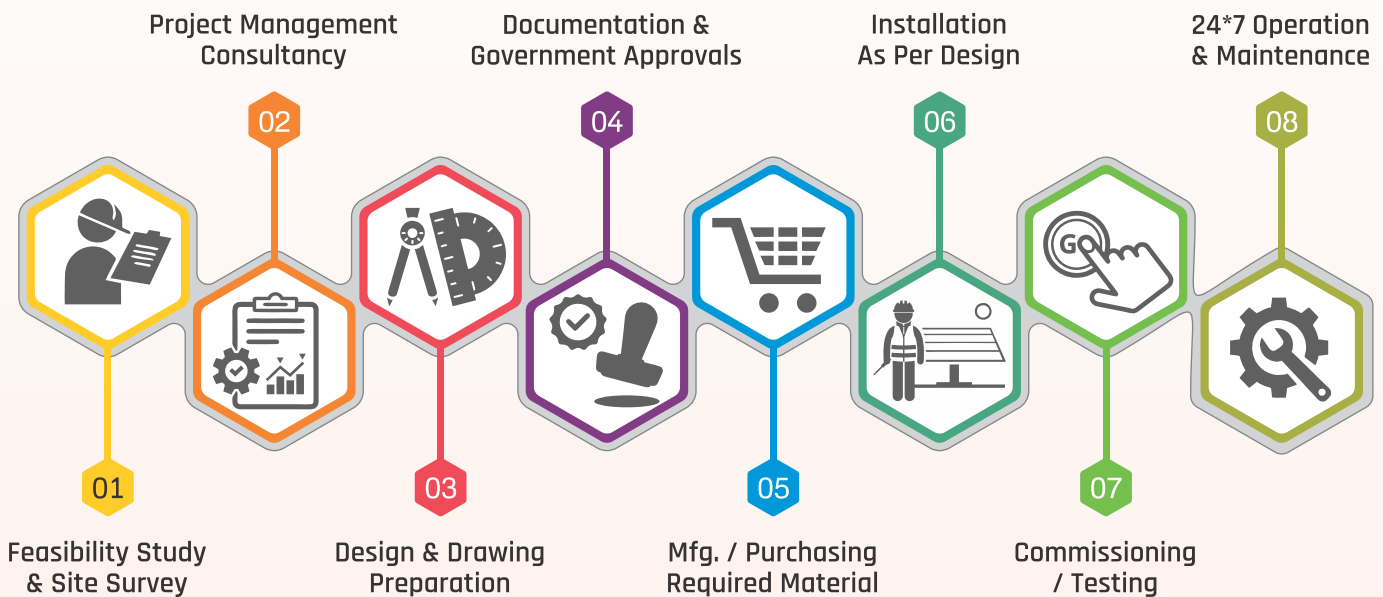 Project Management
Consultancy
Documentation &
Government Approvals
Installation
As Per Design
24*7 Operation
& Maintenance
02
04
06
08
GO
01
03
05
07
Feasibility Study
& Site Survey
Design & Drawing
Preparation
Mfg. / Purchasing
Required Material
Commissioning
/ Testing